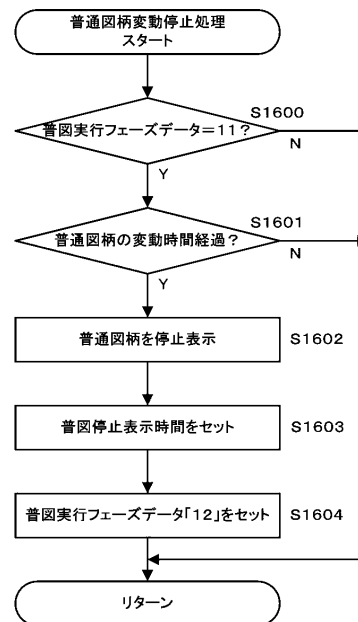 普通図柄変動停止処理
スタート
S1600
普図実行フェーズデータ=11?
N
Y
S1601
普通図柄の変動時間経過?
N
Y
普通図柄を停止表示
S1602
普図停止表示時間をセット
S1603
普図実行フェーズデータ「12」をセット
S1604
リターン